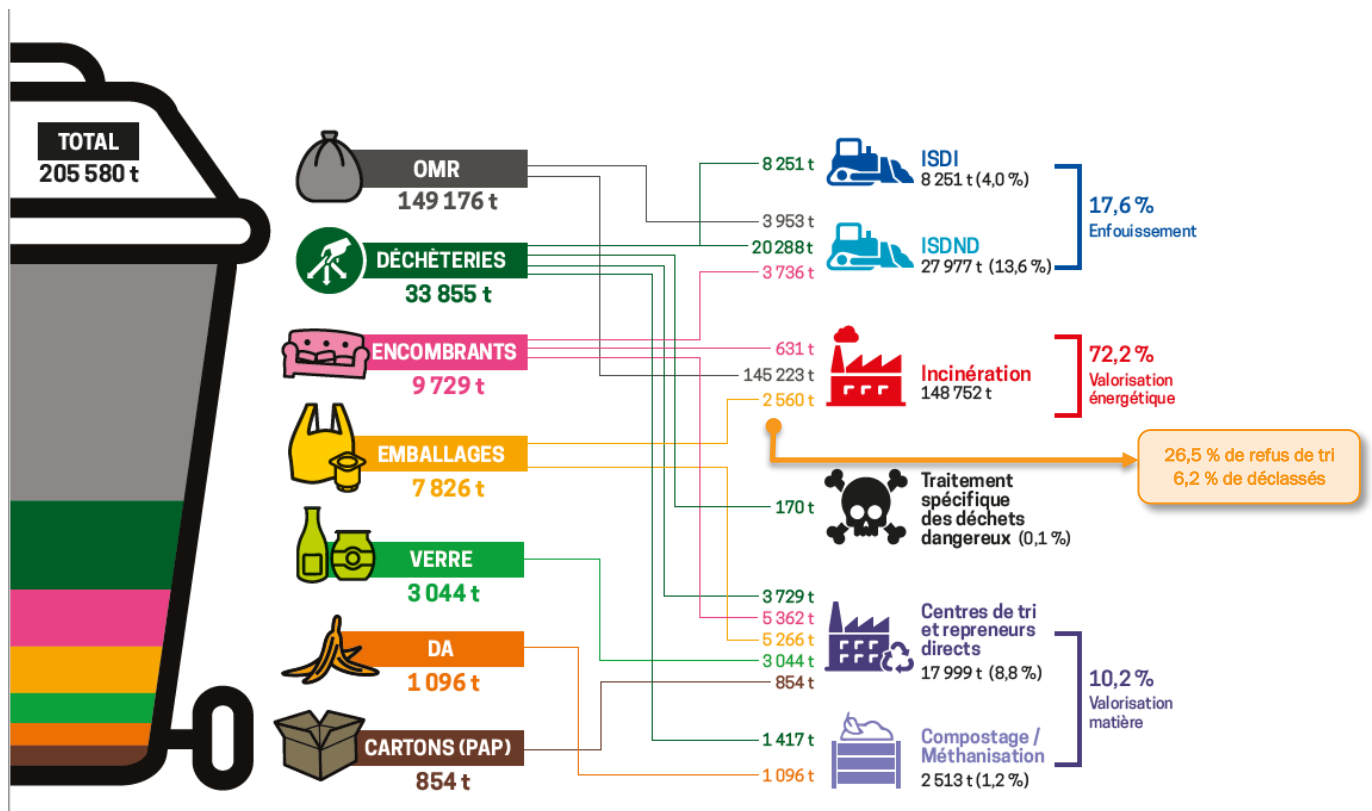 TOTAL
205 580 t
OMR
149 176 t
DÉCHÈTERIES
33 855 t
ENCOMBRANTS
9 729 t
EMBALLAGES
7 826 t
VERRE
3 044 t
DA
1 096 t
CARTONS (PAP)
854 t
8 251 t
3 953 t
20 288 t
3 736 t
631 t
145 223 t
2 560 t
170 t
3 729 t
5 362 t
5 266 t
3 044 t
854 t
1 417 t
1 096 t
ISDI
8 251 t (4,0 %)
ISDND
27 977 t (13,6 %)
17,6 %
Enfouissement
Incinération
148 752 t
72,2 %
Valorisation
énergétique
26,5 % de refus de tri
6,2 % de déclassés
Traitement
spécifique
des déchets
dangereux (0,1 %)
Centres de tri
et repreneurs
directs
17 999 t (8,8 %)
Compostage /
Méthanisation
2 513 t (1,2 %)
10,2 %
Valorisation
matière